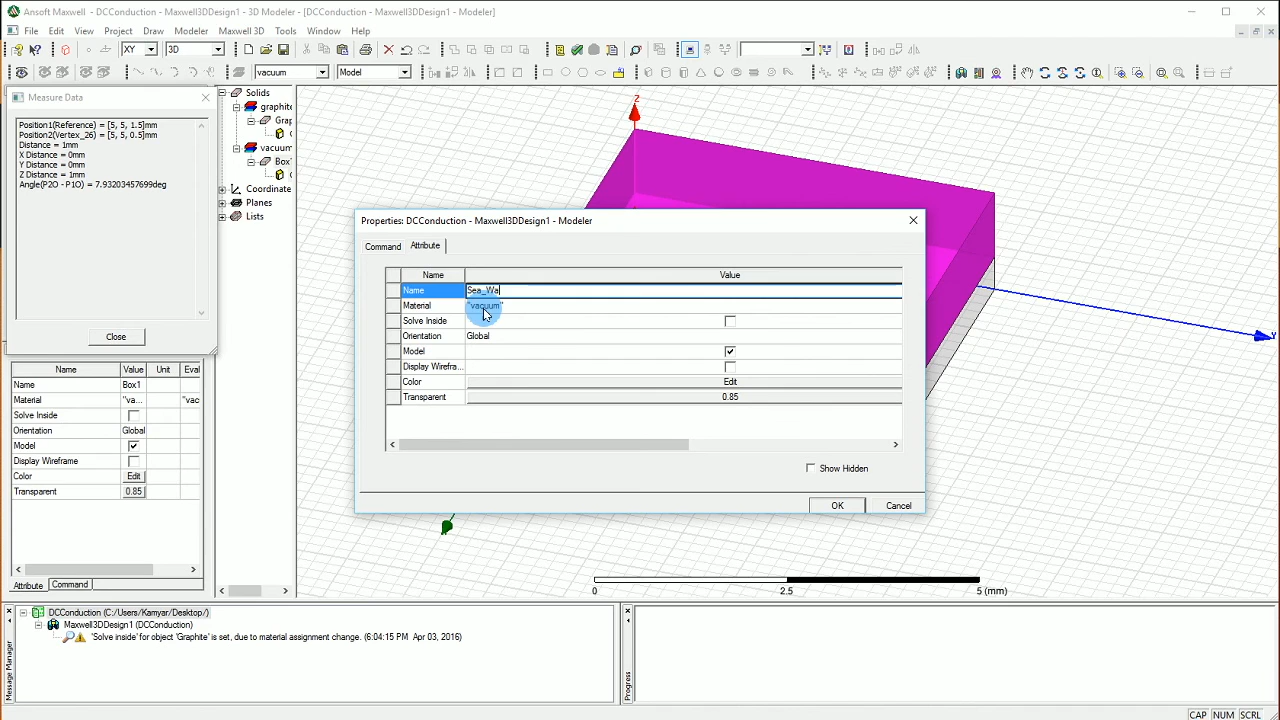 Ansoft Maxwell - DCConduction - Maxwell3DDesign1 - 3D Modeler - [DCConduction - Maxwell3DDesign1 - Modeler]
File Edit View Project Draw Modeler Maxwell 3D Tools Window Help
XY 3D
vacuum Model
Measure Data
Position1(Reference) = [5, 5, 1.5]mm
Position2(Vertex_26) = [5, 5, 0.5]mm
Distance = 1mm
X Distance = 0mm
Y Distance = 0mm
Z Distance = 1mm
Angle(P2O - P1O) = 7.93203457699deg
Close
Solids
graphite
Grap
vacuum
Box
Coordinate
Planes
Lists
Z
Y
Properties: DCConduction - Maxwell3DDesign1 - Modeler
Command Attribute
Name Value
Name Sea_Wa
Material "vacuum"
Solve Inside
Orientation Global
Model
Display Wirefra...
Color Edit
Transparent 0.85
Show Hidden
OK Cancel
Name Value Unit Eval
Name Box1
Material "va... "vac
Solve Inside
Orientation Global
Model
Display Wireframe
Color Edit
Transparent 0.85
Attribute Command
0 2.5 5 (mm)
Message Manager
DCConduction (C:/Users/Kamyar/Desktop/)
Maxwell3DDesign1 (DCConduction)
'Solve inside' for object 'Graphite' is set, due to material assignment change. (6:04:15 PM Apr 03, 2016)
Progress
CAP NUM SCRL